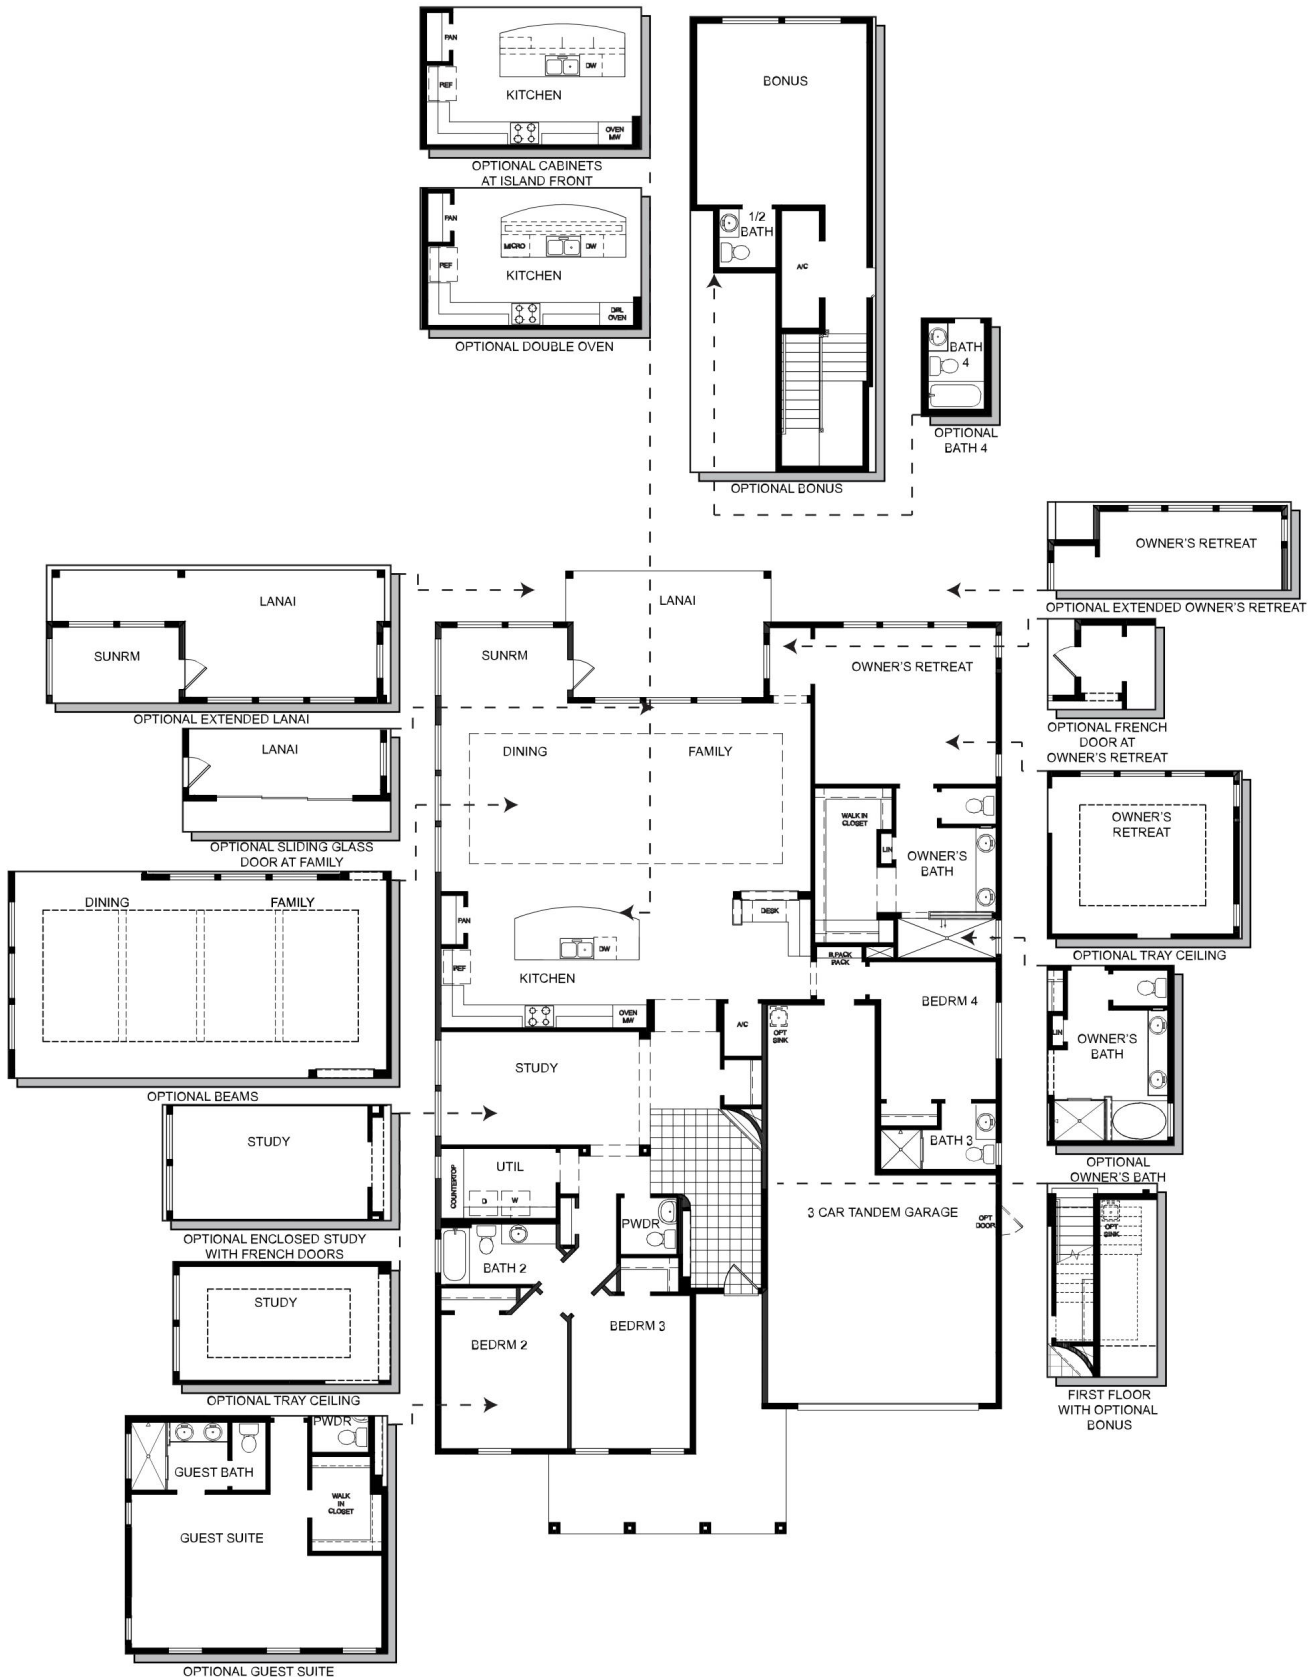 PAN
REF
DW
KITCHEN
OVEN
MW
OPTIONAL CABINETS
AT ISLAND FRONT
PAN
REF
MICRO
DW
KITCHEN
DBL
OVEN
OPTIONAL DOUBLE OVEN
BONUS
1/2
BATH
A/C
OPTIONAL BONUS
BATH
4
OPTIONAL
BATH 4
LANAI
SUNRM
OPTIONAL EXTENDED LANAI
LANAI
OPTIONAL SLIDING GLASS
DOOR AT FAMILY
DINING
FAMILY
OPTIONAL BEAMS
STUDY
OPTIONAL ENCLOSED STUDY
WITH FRENCH DOORS
STUDY
OPTIONAL TRAY CEILING
PWDR
GUEST BATH
WALK
IN
CLOSET
GUEST SUITE
OPTIONAL GUEST SUITE
LANAI
SUNRM
OWNER'S RETREAT
DINING
FAMILY
WALK IN
CLOSET
LIN
OWNER'S
BATH
PAN
DESK
REF
DW
KITCHEN
OVEN
MW
B.PACK
RACK
BEDRM 4
A/C
OPT
SINK
STUDY
BATH 3
COUNTERTOP
UTIL
D
W
PWDR
BATH 2
3 CAR TANDEM GARAGE
OPT
DOOR
BEDRM 2
BEDRM 3
OWNER'S RETREAT
OPTIONAL EXTENDED OWNER'S RETREAT
OPTIONAL FRENCH
DOOR AT
OWNER'S RETREAT
OWNER'S
RETREAT
OPTIONAL TRAY CEILING
LIN
OWNER'S
BATH
OPTIONAL
OWNER'S BATH
OPT
SINK
FIRST FLOOR
WITH OPTIONAL
BONUS